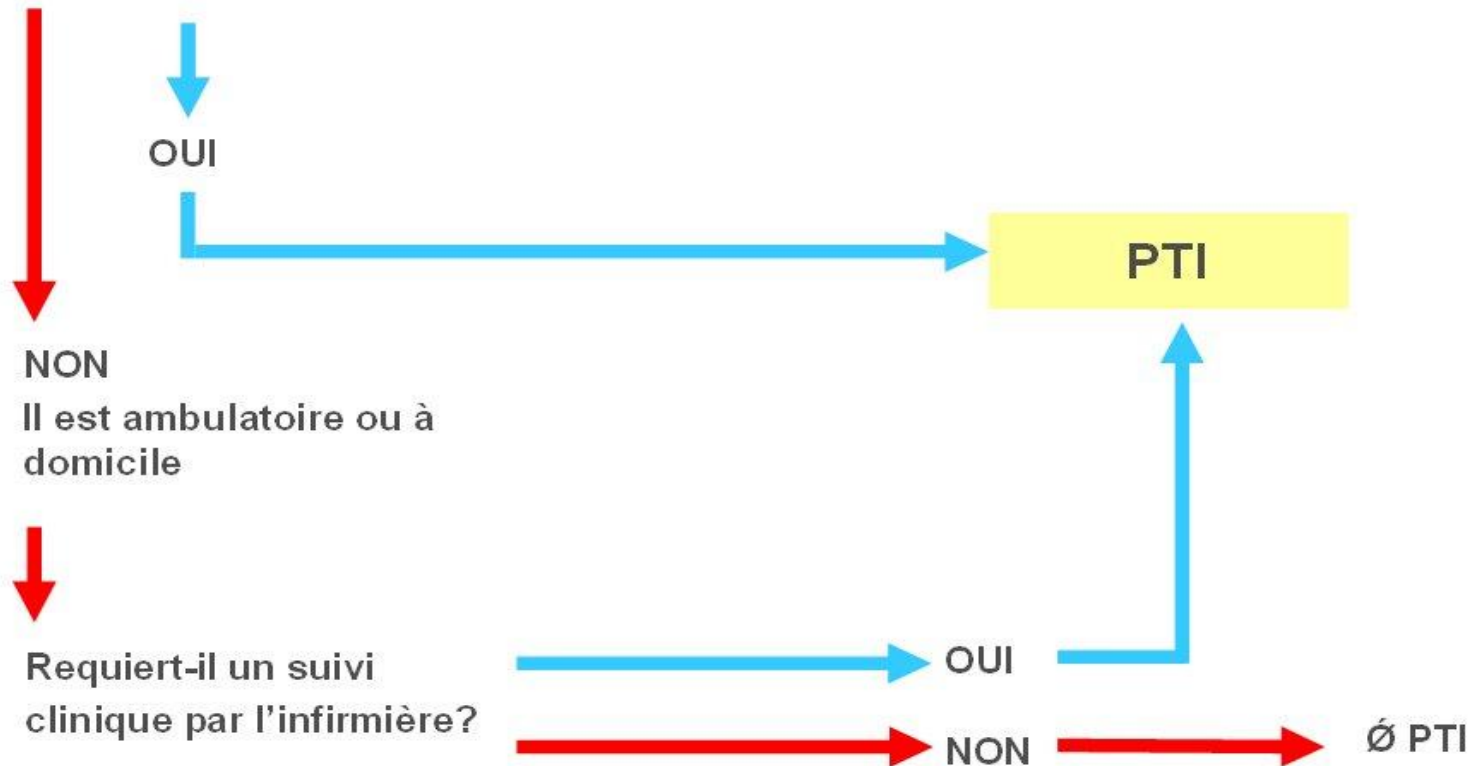 OUI
PTI
NON
Il est ambulatoire ou à
domicile
Requiert-il un suivi
clinique par l'infirmière?
OUI
NON
Ǿ PTI